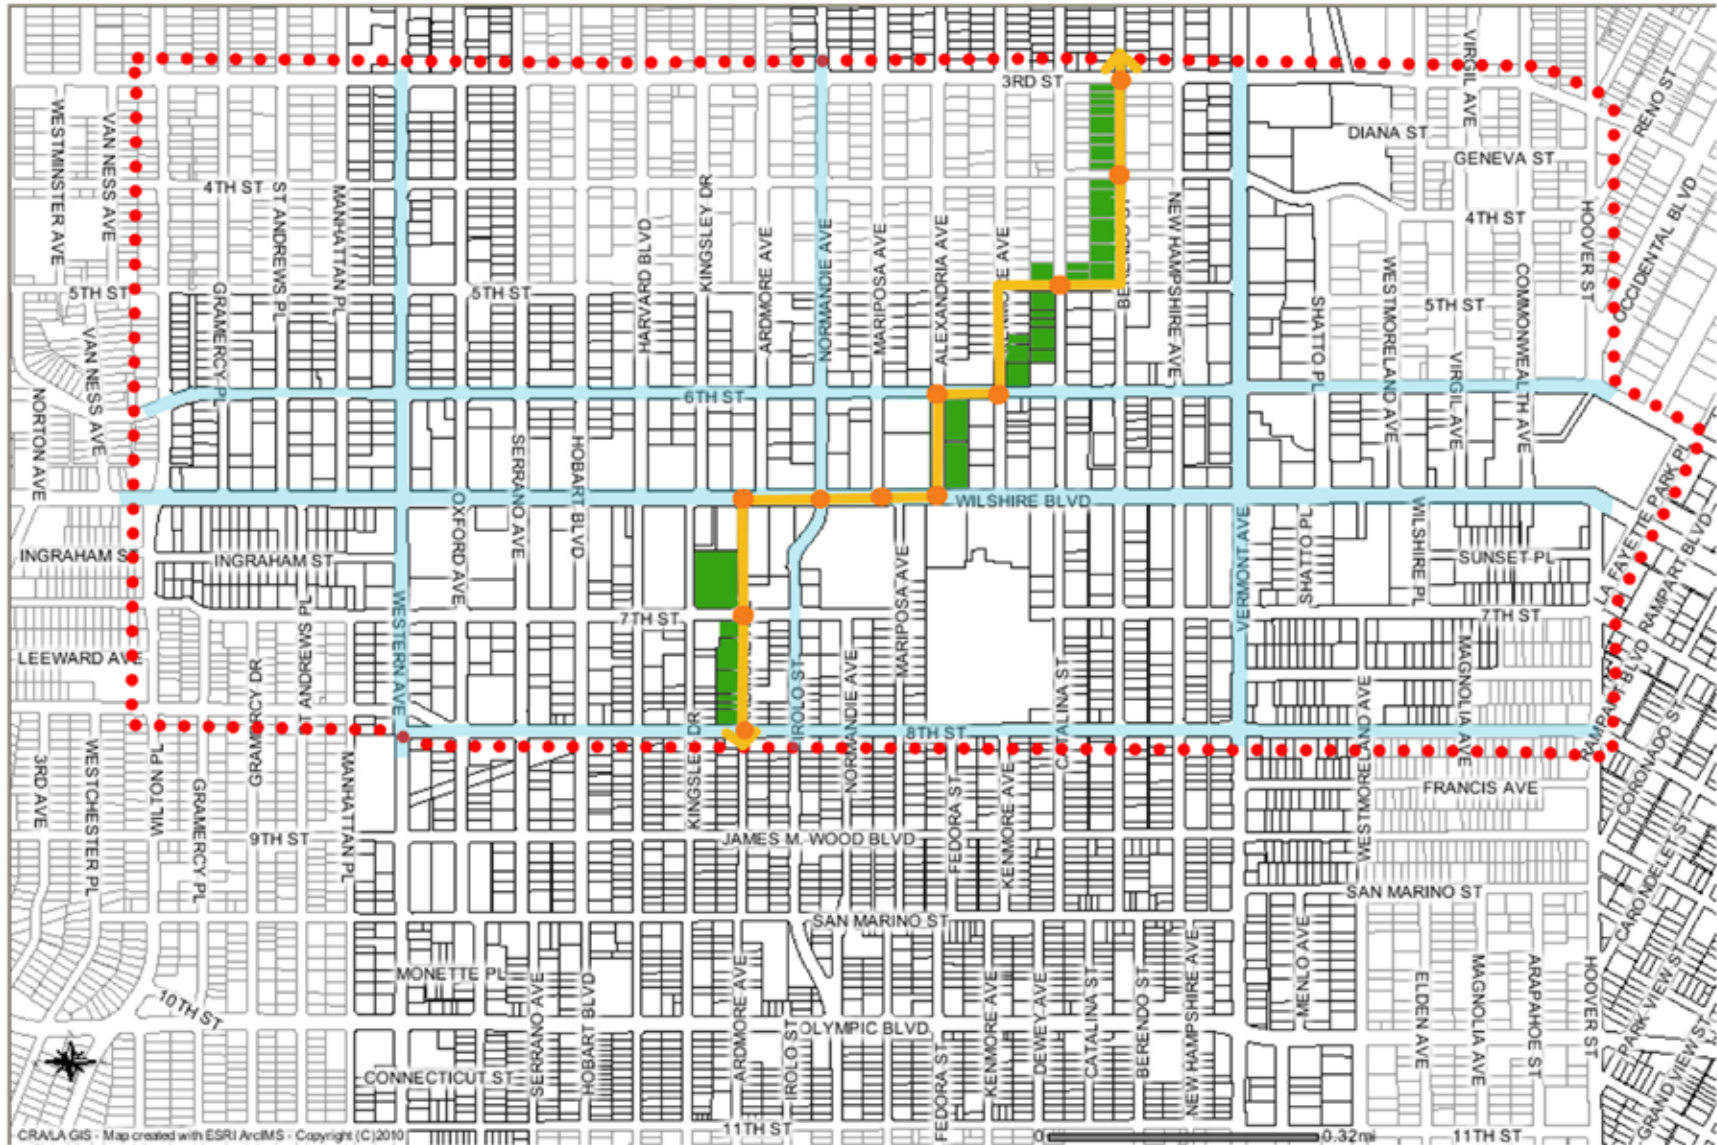 3RD ST
VIRGIL AVE
RENO ST
WESTMINSTER AVE
VAN NESS AVE
DIANA ST
GENEVA ST
4TH ST
ST ANDREWS PL
MANHATTAN PL
KINGSLEY DR
NEW HAMPSHIRE AVE
4TH ST
HOOVER ST
OCCIDENTAL BLVD
HARVARD BLVD
ARDMORE AVE
NORMANDIE AVE
MARIPOSA AVE
ALEXANDRIA AVE
5TH ST
GRAMERCY PL
5TH ST
SHATTO PL
WESTMORELAND AVE
5TH ST
COMMONWEALTH AVE
VAN NESS AVE
VIRGIL AVE
NORTON AVE
6TH ST
SERRANO AVE
HOBART BLVD
OXFORD AVE
WILSHIRE BLVD
VERMONT AVE
SHATTO PL
WILSHIRE PL
LA FAYETTE PARK PL
RAMPART BLVD
INGRAHAM ST
INGRAHAM ST
MARIPOSA AVE
SUNSET PL
WESTERN AVE
7TH ST
7TH ST
LEEWARD AVE
GRAMERCY DR
IROLO ST
NORMANDIE AVE
CATALINA ST
WESTMORELAND AVE
MAGNOLIA AVE
RAMPART BLVD
KINGSLEY DR
8TH ST
CORONADO ST
3RD AVE
WESTCHESTER PL
WILTON PL
GRAMERCY PL
MANHATTAN PL
FRANCIS AVE
9TH ST
JAMES M. WOOD BLVD
FEDORA ST
KENMORE AVE
CARONDELET ST
SAN MARINO ST
SAN MARINO ST
MONETTE PL
SERRANO AVE
HOBART BLVD
ARDMORE AVE
MENLO AVE
NEW HAMPSHIRE AVE
PARK VIEW ST
10TH ST
OLYMPIC BLVD
IROLO ST
FEDORA ST
KENMORE AVE
DEWEY AVE
CATALINA ST
BERENDO ST
ELDEN AVE
MAGNOLIA AVE
ARAPAHOE ST
HOOVER ST
GRAND VIEW ST
CONNECTICUT ST
11TH ST
11TH ST
0
0.32mi
CRA/LA GIS - Map created with ESRI ArcIMS - Copyright (C)2010